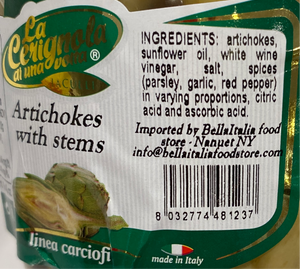 La
Cerignola
di una volta®
Artichokes
with stems
linea carciofi
INGREDIENTS: artichokes,
sunflower oil, white wine
vinegar, salt, spices
(parsley, garlic, red pepper)
in varying proportions, citric
acid and ascorbic acid.
Imported by BellaItalia food
store - Nanuet NY
info@bellaitaliafoodstore.com
8 032774 481237
made in Italy